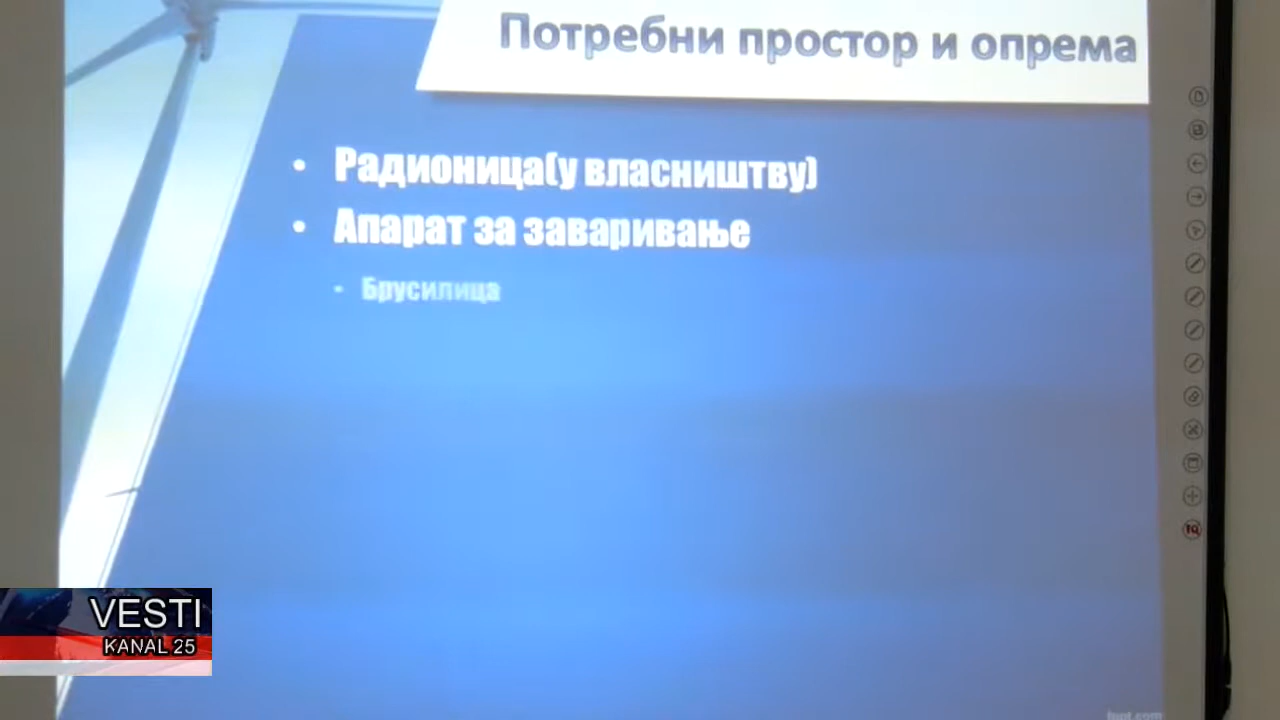 Потребни простор и опрема
• Радионица(у власништву)
• Апарат за заваривање
- Брусилица
VESTI
KANAL 25